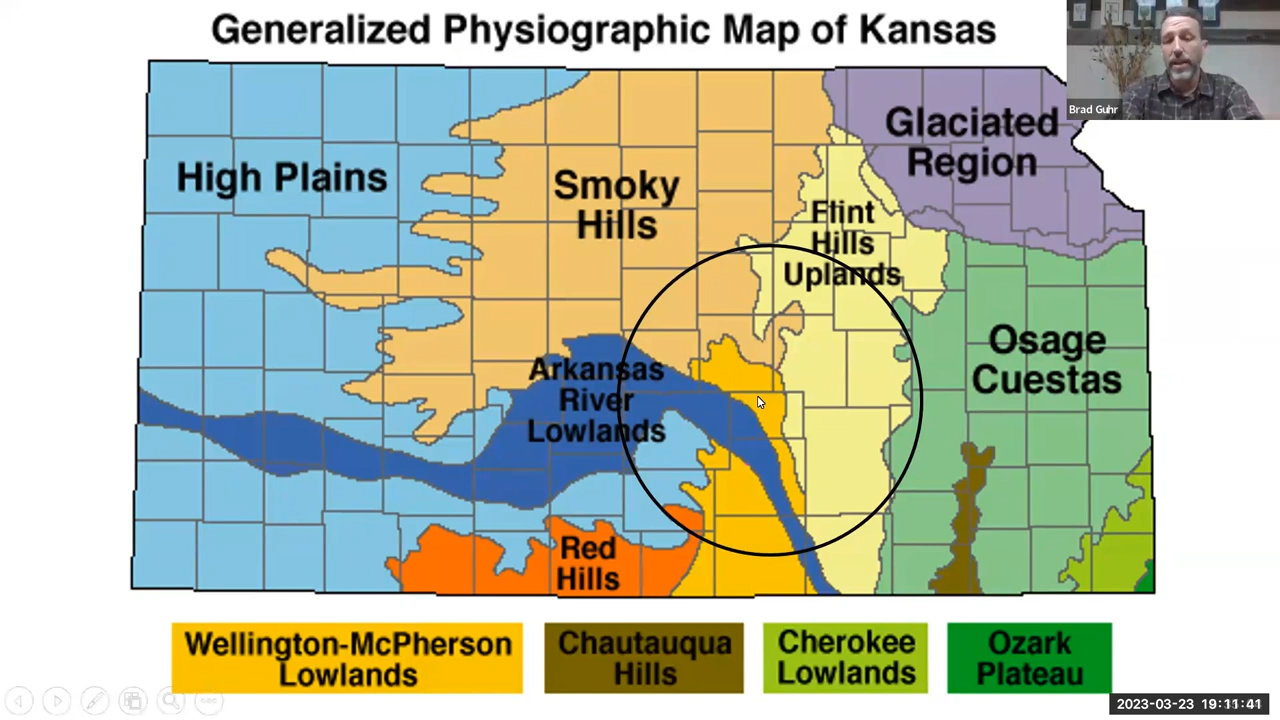 Generalized Physiographic Map of Kansas
Brad Guhr
High Plains
Smoky
Hills
Glaciated
Region
Flint
Hills
Uplands
Arkansas
River
Lowlands
Osage
Cuestas
Red
Hills
Wellington-McPherson
Lowlands
Chautauqua
Hills
Cherokee
Lowlands
Ozark
Plateau
2023-03-23 19:11:41